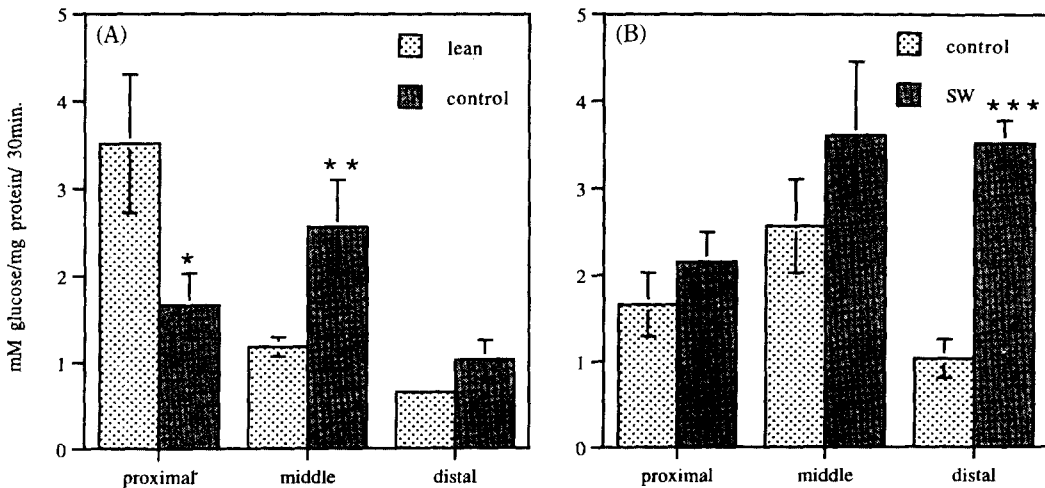 mM glucose/mg protein/ 30min.
(A)
5
4
3
2
1
0
lean
control
*
**
proximal
middle
distal
(B)
5
4
3
2
1
0
control
SW
***
proximal
middle
distal